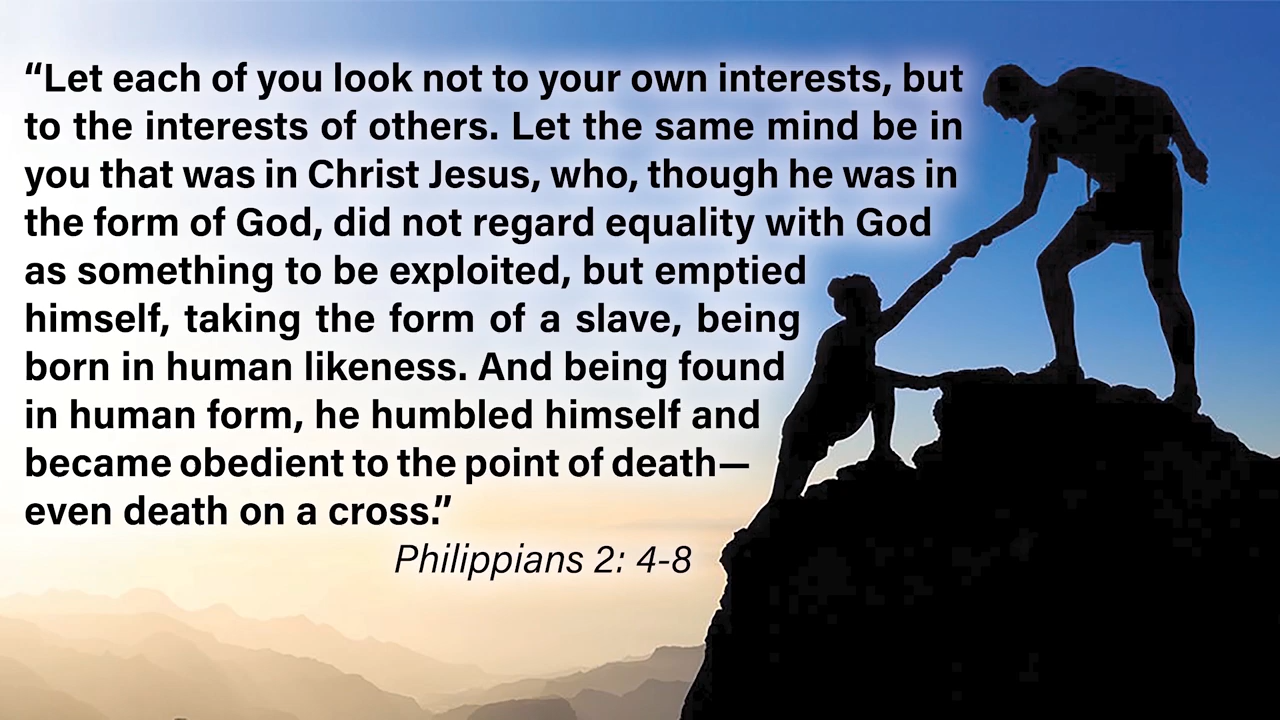 “Let each of you look not to your own interests, but
to the interests of others. Let the same mind be in
you that was in Christ Jesus, who, though he was in
the form of God, did not regard equality with God
as something to be exploited, but emptied
himself, taking the form of a slave, being
born in human likeness. And being found
in human form, he humbled himself and
became obedient to the point of death—
even death on a cross.”
Philippians 2: 4-8